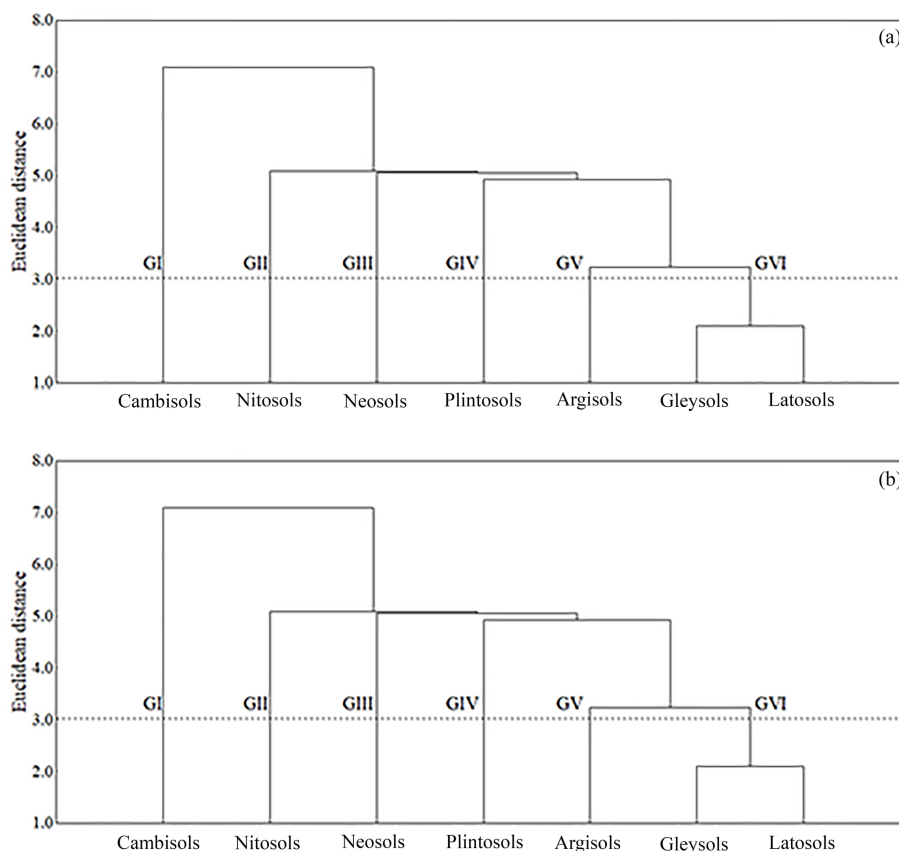 (a)
8.0
7.0
6.0
5.0
4.0
3.0
2.0
1.0
Euclidean distance
GI GII GIII GIV GV GVI
Cambisols Nitosols Neosols Plintosols Argisols Gleysols Latosols
(b)
8.0
7.0
6.0
5.0
4.0
3.0
2.0
1.0
Euclidean distance
GI GII GIII GIV GV GVI
Cambisols Nitosols Neosols Plintosols Argisols Gleysols Latosols